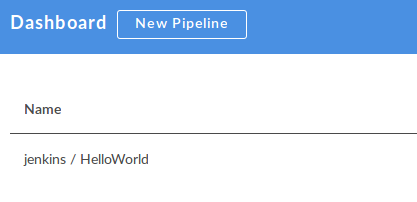 Dashboard New Pipeline
Name
jenkins / HelloWorld